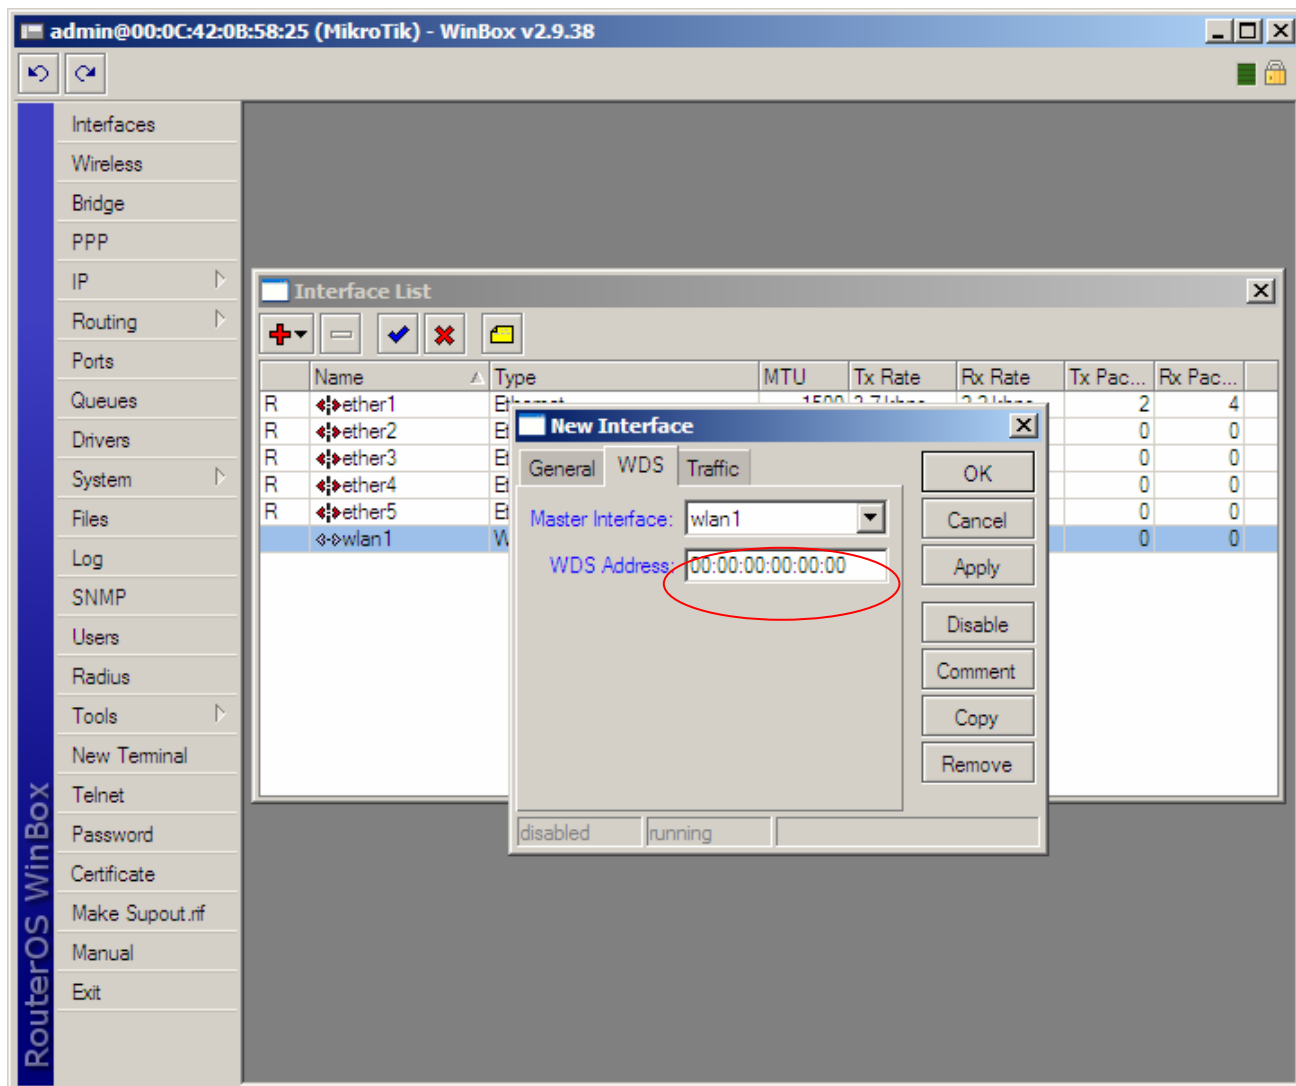 admin@00:0C:42:0B:58:25 (MikroTik) - WinBox v2.9.38
Interfaces
Wireless
Bridge
PPP
IP
Routing
Ports
Queues
Drivers
System
Files
Log
SNMP
Users
Radius
Tools
New Terminal
Telnet
Password
Certificate
Make Supout.rif
Manual
Exit
RouterOS WinBox
Interface List
Name Type MTU Tx Rate Rx Rate Tx Pac... Rx Pac...
R ether1 2 4
R ether2 0 0
R ether3 0 0
R ether4 0 0
R ether5 0 0
wlan1 0 0
New Interface
General WDS Traffic
Master Interface: wlan1
WDS Address: 00:00:00:00:00:00
OK
Cancel
Apply
Disable
Comment
Copy
Remove
disabled running